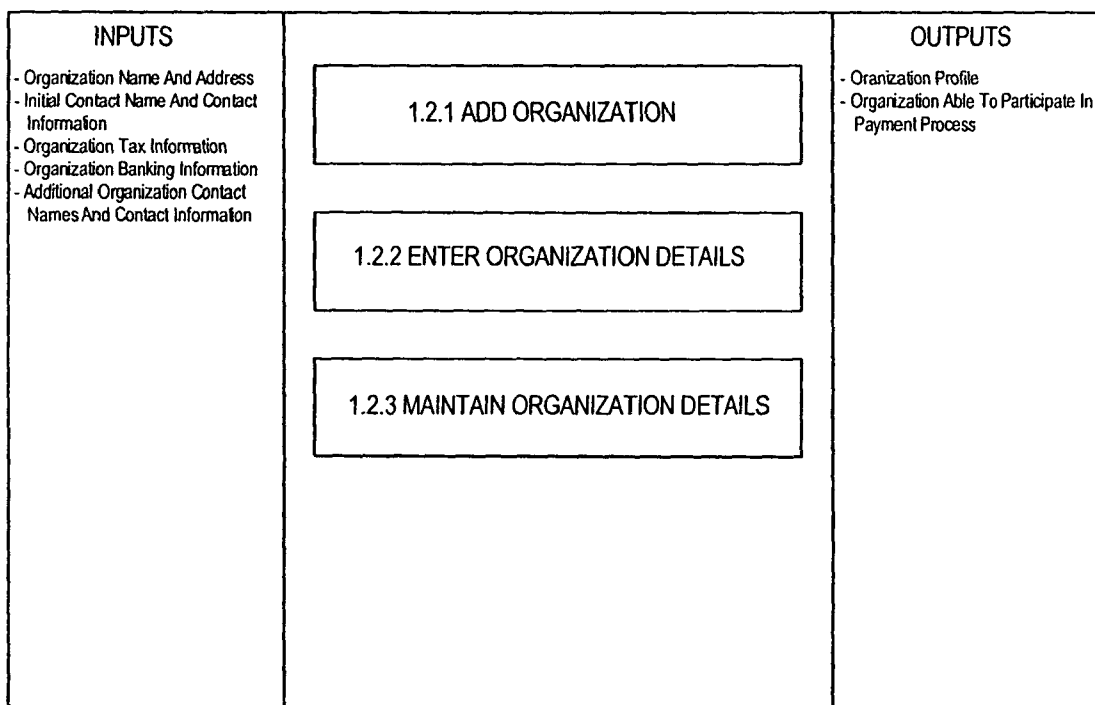 INPUTS
- Organization Name And Address
- Initial Contact Name And Contact
Information
- Organization Tax Information
- Organization Banking Information
- Additional Organization Contact
Names And Contact Information
1.2.1 ADD ORGANIZATION
1.2.2 ENTER ORGANIZATION DETAILS
1.2.3 MAINTAIN ORGANIZATION DETAILS
OUTPUTS
- Oranization Profile
- Organization Able To Participate In
Payment Process